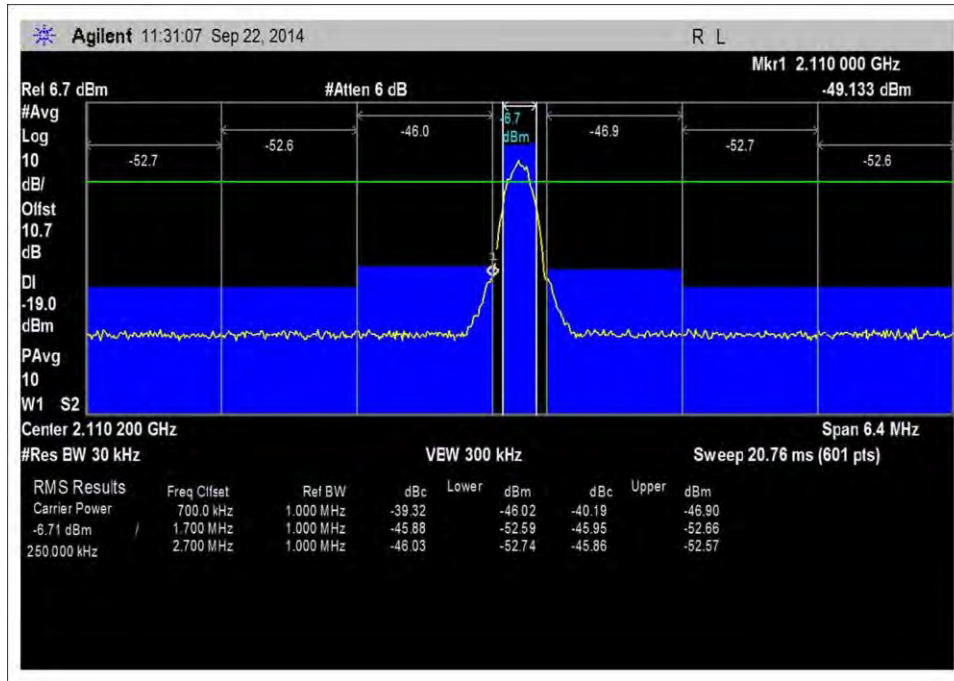 Agilent 11:31:07 Sep 22, 2014 R L
Mkr1 2.110 000 GHz
Rel 6.7 dBm #Atten 6 dB -49.133 dBm
#Avg
Log
10
dB/
Offst
10.7
dB
DI
-19.0
dBm
PAvg
10
W1 S2
-52.7 -52.6 -46.0 -6.7 dBm -46.9 -52.7 -52.6
1
Center 2.110 200 GHz Span 6.4 MHz
#Res BW 30 kHz VBW 300 kHz Sweep 20.76 ms (601 pts)
RMS Results Freq Offset Ref BW dBc Lower dBm dBc Upper dBm
Carrier Power 700.0 kHz 1.000 MHz -39.32 -46.02 -40.19 -46.90
-6.71 dBm / 1.700 MHz 1.000 MHz -45.88 -52.59 -45.95 -52.66
250.000 kHz 2.700 MHz 1.000 MHz -46.03 -52.74 -45.86 -52.57